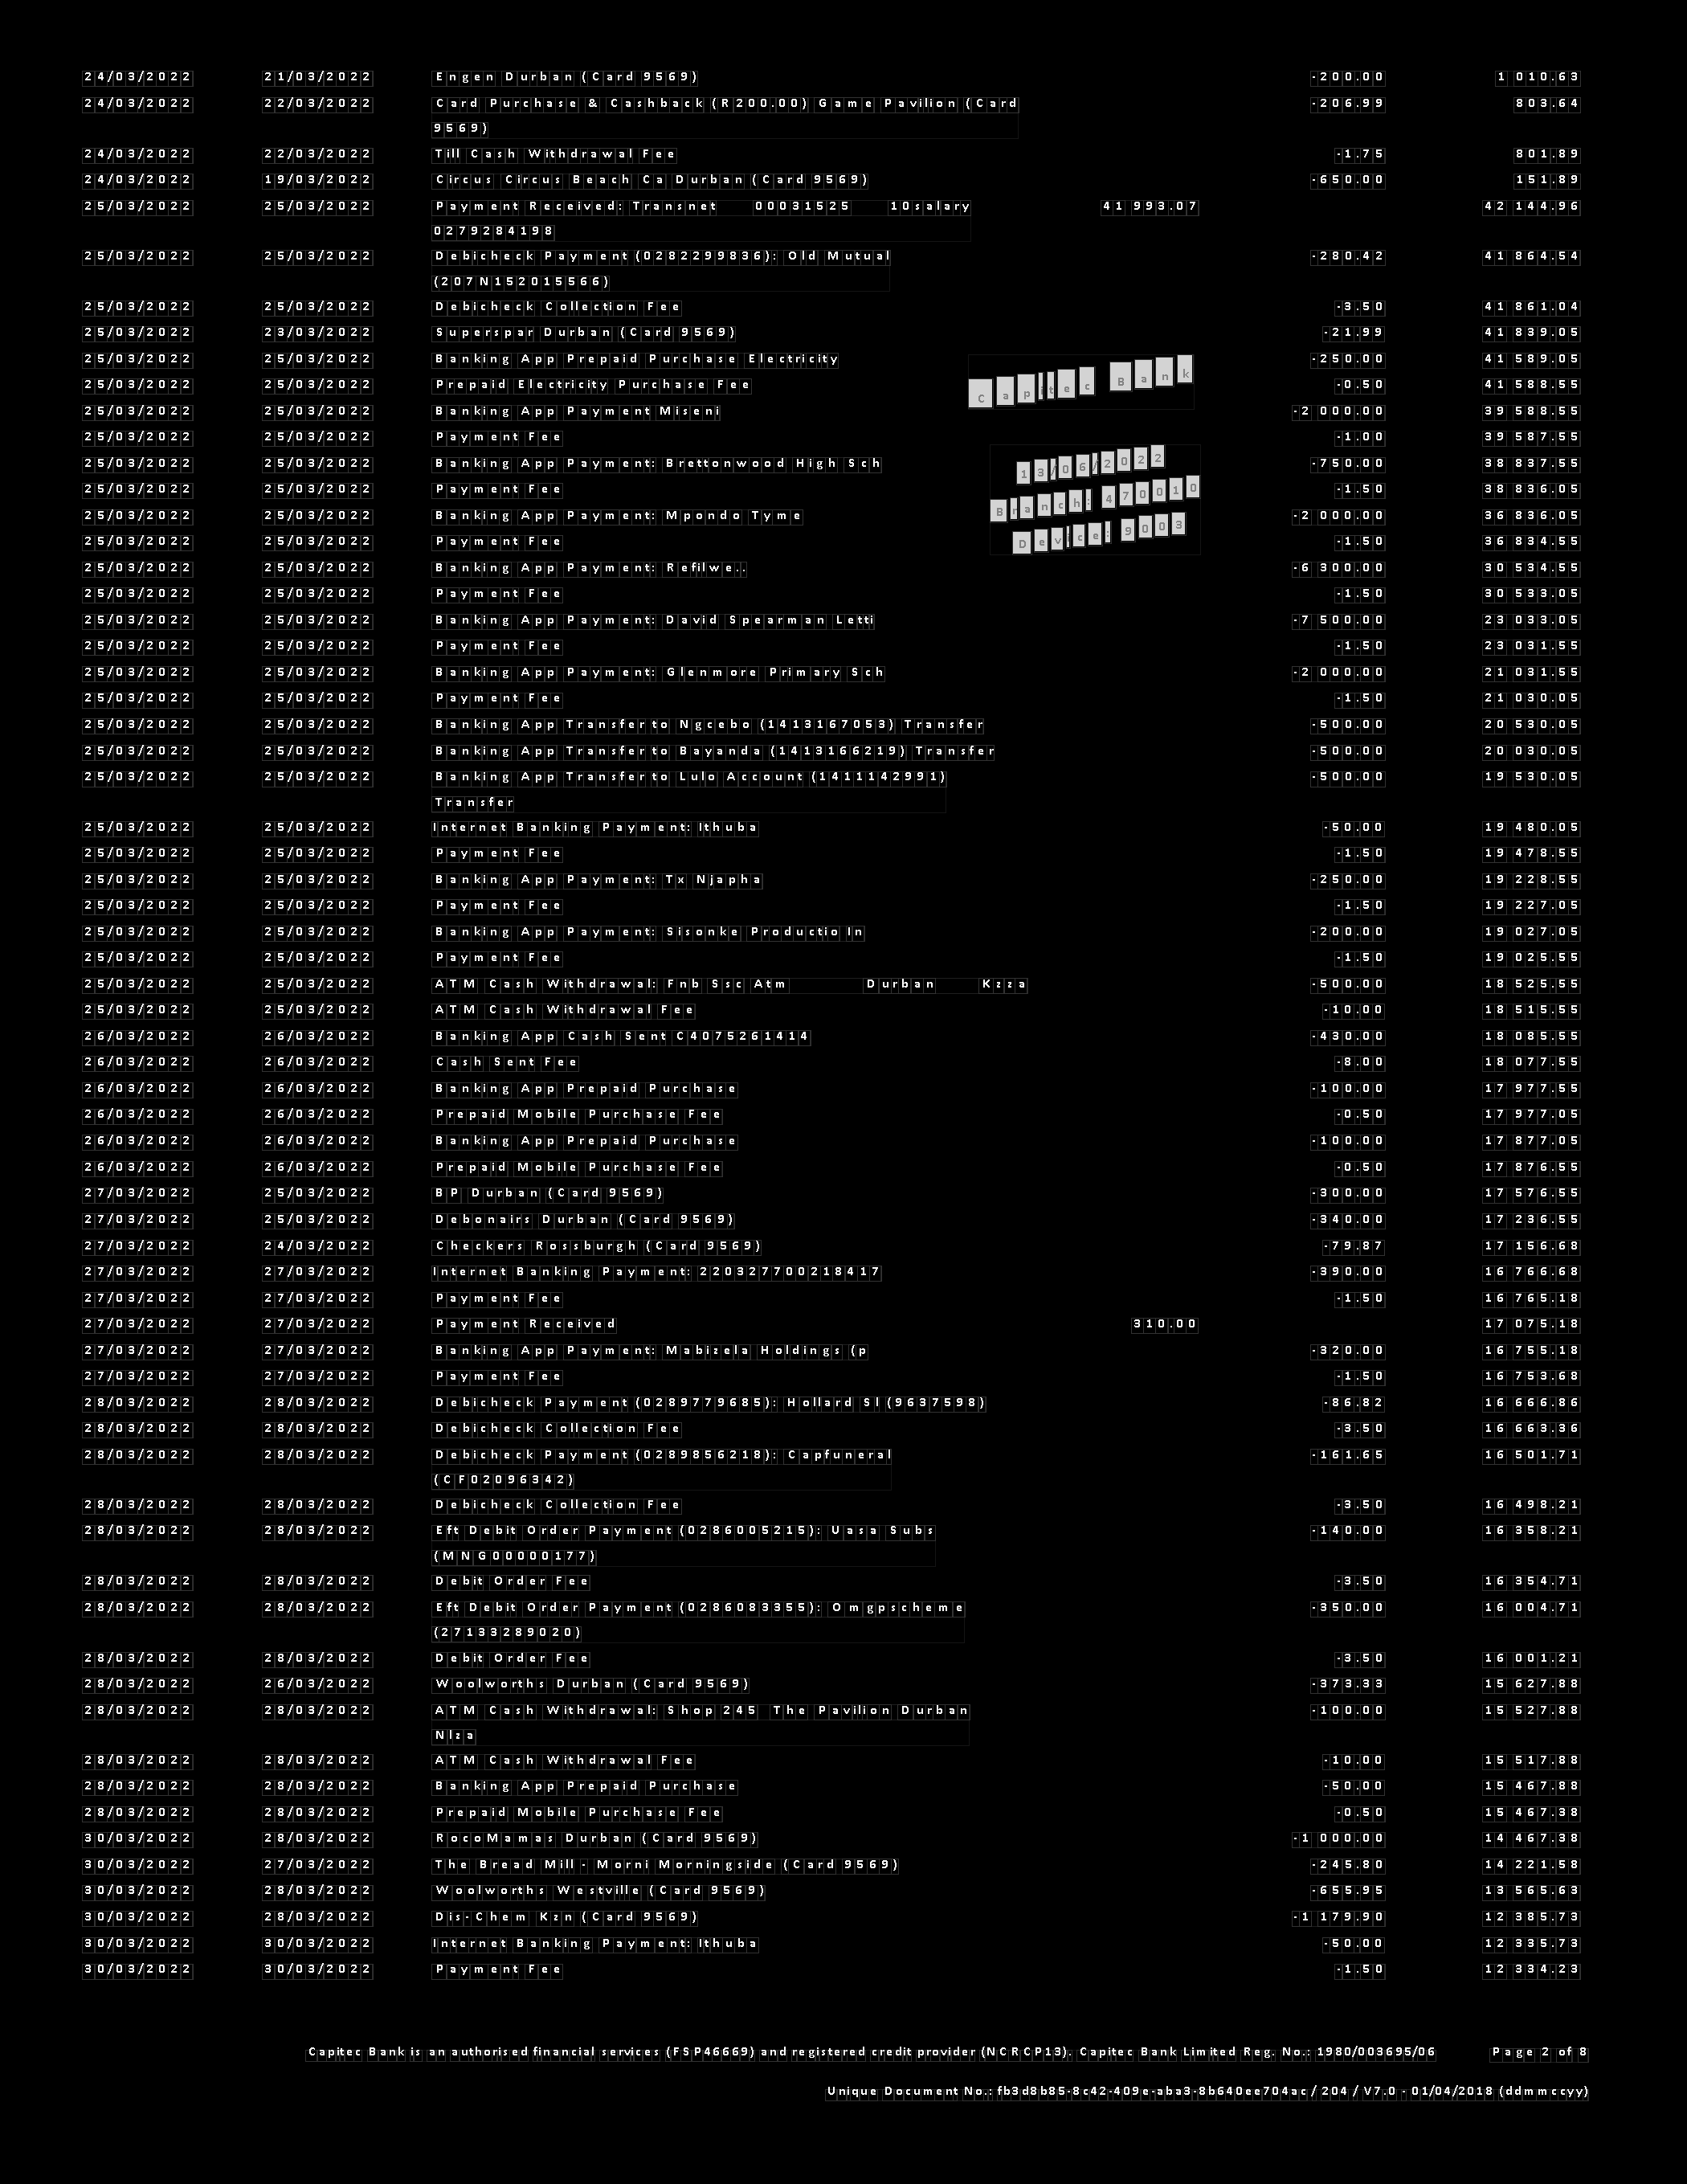 24/03/2022 21/03/2022 Engen Durban (Card 9569) -200.00 1 010.63
24/03/2022 22/03/2022 Card Purchase & Cashback (R200.00) Game Pavilion (Card -206.99 803.64
9569)
24/03/2022 22/03/2022 Till Cash Withdrawal Fee -1.75 801.89
24/03/2022 19/03/2022 Circus Circus Beach Ca Durban (Card 9569) -650.00 151.89
25/03/2022 25/03/2022 Payment Received: Transnet 00031525 10salary 41 993.07 42 144.96
0279284198
25/03/2022 25/03/2022 Debicheck Payment (0282299836): Old Mutual -280.42 41 864.54
(207N152015566)
25/03/2022 25/03/2022 Debicheck Collection Fee -3.50 41 861.04
25/03/2022 23/03/2022 Superspar Durban (Card 9569) -21.99 41 839.05
25/03/2022 25/03/2022 Banking App Prepaid Purchase Electricity -250.00 41 589.05
Capitec Bank
25/03/2022 25/03/2022 Prepaid Electricity Purchase Fee -0.50 41 588.55
25/03/2022 25/03/2022 Banking App Payment Miseni -2 000.00 39 588.55
25/03/2022 25/03/2022 Payment Fee -1.00 39 587.55
25/03/2022 25/03/2022 Banking App Payment: Brettonwood High Sch -750.00 38 837.55
13/06/2022
25/03/2022 25/03/2022 Payment Fee -1.50 38 836.05
Branch: 470010
25/03/2022 25/03/2022 Banking App Payment: Mpondo Tyme -2 000.00 36 836.05
Device: 9003
25/03/2022 25/03/2022 Payment Fee -1.50 36 834.55
25/03/2022 25/03/2022 Banking App Payment: Refilwe.. -6 300.00 30 534.55
25/03/2022 25/03/2022 Payment Fee -1.50 30 533.05
25/03/2022 25/03/2022 Banking App Payment: David Spearman Letti -7 500.00 23 033.05
25/03/2022 25/03/2022 Payment Fee -1.50 23 031.55
25/03/2022 25/03/2022 Banking App Payment: Glenmore Primary Sch -2 000.00 21 031.55
25/03/2022 25/03/2022 Payment Fee -1.50 21 030.05
25/03/2022 25/03/2022 Banking App Transfer to Ngcebo (1413167053) Transfer -500.00 20 530.05
25/03/2022 25/03/2022 Banking App Transfer to Bayanda (1413166219) Transfer -500.00 20 030.05
25/03/2022 25/03/2022 Banking App Transfer to Lulo Account (1411142991) -500.00 19 530.05
Transfer
25/03/2022 25/03/2022 Internet Banking Payment: Ithuba -50.00 19 480.05
25/03/2022 25/03/2022 Payment Fee -1.50 19 478.55
25/03/2022 25/03/2022 Banking App Payment: Tx Njapha -250.00 19 228.55
25/03/2022 25/03/2022 Payment Fee -1.50 19 227.05
25/03/2022 25/03/2022 Banking App Payment: Sisonke Productio In -200.00 19 027.05
25/03/2022 25/03/2022 Payment Fee -1.50 19 025.55
25/03/2022 25/03/2022 ATM Cash Withdrawal: Fnb Ssc Atm Durban Kzza -500.00 18 525.55
25/03/2022 25/03/2022 ATM Cash Withdrawal Fee -10.00 18 515.55
26/03/2022 26/03/2022 Banking App Cash Sent C4075261414 -430.00 18 085.55
26/03/2022 26/03/2022 Cash Sent Fee -8.00 18 077.55
26/03/2022 26/03/2022 Banking App Prepaid Purchase -100.00 17 977.55
26/03/2022 26/03/2022 Prepaid Mobile Purchase Fee -0.50 17 977.05
26/03/2022 26/03/2022 Banking App Prepaid Purchase -100.00 17 877.05
26/03/2022 26/03/2022 Prepaid Mobile Purchase Fee -0.50 17 876.55
27/03/2022 25/03/2022 BP Durban (Card 9569) -300.00 17 576.55
27/03/2022 25/03/2022 Debonairs Durban (Card 9569) -340.00 17 236.55
27/03/2022 24/03/2022 Checkers Rossburgh (Card 9569) -79.87 17 156.68
27/03/2022 27/03/2022 Internet Banking Payment: 220327700218417 -390.00 16 766.68
27/03/2022 27/03/2022 Payment Fee -1.50 16 765.18
27/03/2022 27/03/2022 Payment Received 310.00 17 075.18
27/03/2022 27/03/2022 Banking App Payment: Mabizela Holdings (p -320.00 16 755.18
27/03/2022 27/03/2022 Payment Fee -1.50 16 753.68
28/03/2022 28/03/2022 Debicheck Payment (0289779685): Hollard Sl (9637598) -86.82 16 666.86
28/03/2022 28/03/2022 Debicheck Collection Fee -3.50 16 663.36
28/03/2022 28/03/2022 Debicheck Payment (0289856218): Capfuneral -161.65 16 501.71
(CF02096342)
28/03/2022 28/03/2022 Debicheck Collection Fee -3.50 16 498.21
28/03/2022 28/03/2022 Eft Debit Order Payment (0286005215): Uasa Subs -140.00 16 358.21
(MNG00000177)
28/03/2022 28/03/2022 Debit Order Fee -3.50 16 354.71
28/03/2022 28/03/2022 Eft Debit Order Payment (0286083355): Omgpscheme -350.00 16 004.71
(27133289020)
28/03/2022 28/03/2022 Debit Order Fee -3.50 16 001.21
28/03/2022 26/03/2022 Woolworths Durban (Card 9569) -373.33 15 627.88
28/03/2022 28/03/2022 ATM Cash Withdrawal: Shop 245 The Pavilion Durban -100.00 15 527.88
Nlza
28/03/2022 28/03/2022 ATM Cash Withdrawal Fee -10.00 15 517.88
28/03/2022 28/03/2022 Banking App Prepaid Purchase -50.00 15 467.88
28/03/2022 28/03/2022 Prepaid Mobile Purchase Fee -0.50 15 467.38
30/03/2022 28/03/2022 RocoMamas Durban (Card 9569) -1 000.00 14 467.38
30/03/2022 27/03/2022 The Bread Mill - Morni Morningside (Card 9569) -245.80 14 221.58
30/03/2022 28/03/2022 Woolworths Westville (Card 9569) -655.95 13 565.63
30/03/2022 28/03/2022 Dis-Chem Kzn (Card 9569) -1 179.90 12 385.73
30/03/2022 30/03/2022 Internet Banking Payment: Ithuba -50.00 12 335.73
30/03/2022 30/03/2022 Payment Fee -1.50 12 334.23
Capitec Bank is an authorised financial services (FSP46669) and registered credit provider (NCRCP13). Capitec Bank Limited Reg. No.: 1980/003695/06 Page 2 of 8
Unique Document No.: fb3d8b85-8c42-409e-aba3-8b640ee704ac / 204 / V7.0 - 01/04/2018 (ddmmccyy)